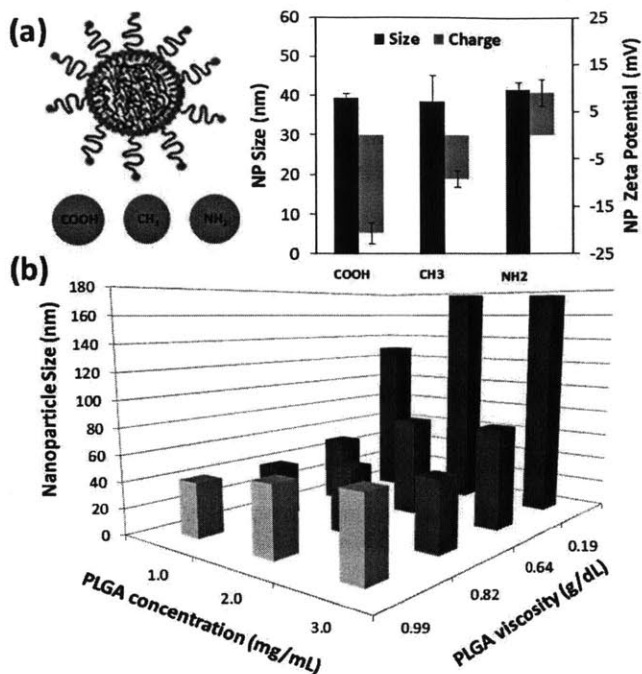 (a)
COOH
CH3
NH2
NP Size (nm)
60
50
40
30
20
10
0
Size
Charge
25
15
5
-5
-15
-25
NP Zeta Potential (mV)
COOH
CH3
NH2
(b)
Nanoparticle Size (nm)
180
160
140
120
100
80
60
40
20
0
1.0
2.0
3.0
PLGA concentration (mg/mL)
0.99
0.82
0.64
0.19
PLGA viscosity (g/dL)